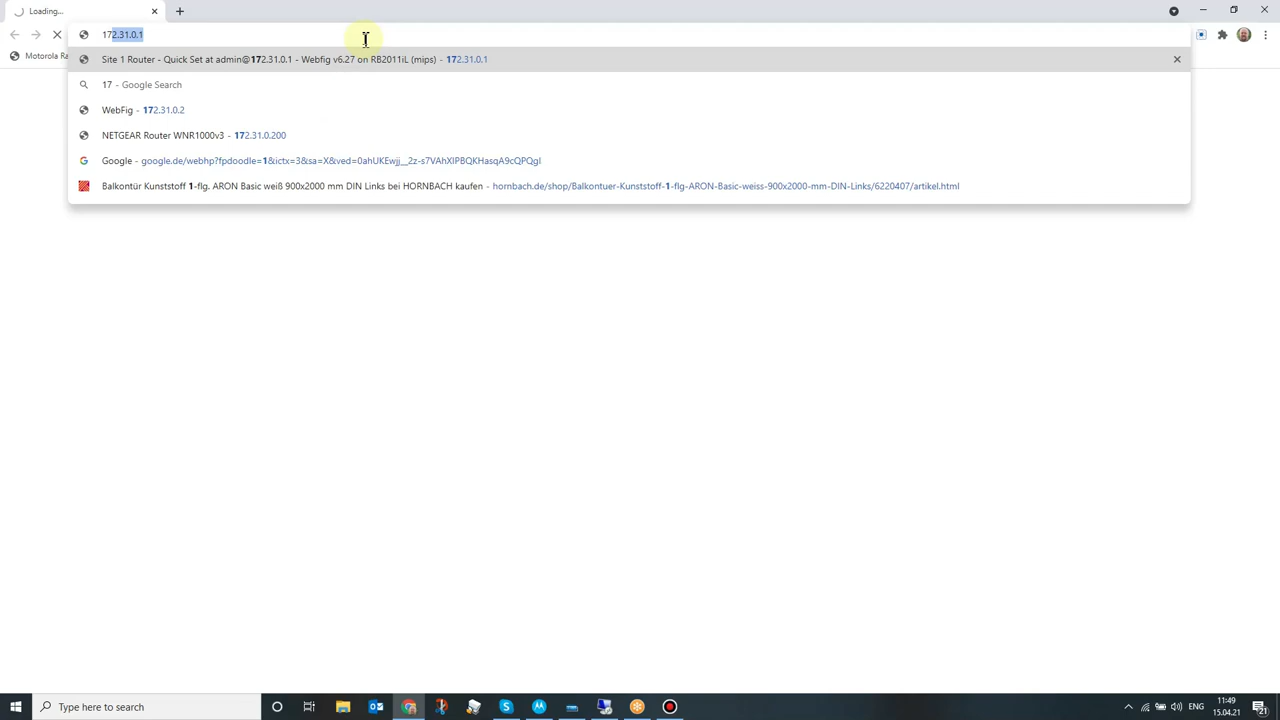 Loading...
172.31.0.1
Motorola Ra
Site 1 Router - Quick Set at admin@172.31.0.1 - Webfig v6.27 on RB2011iL (mips) - 172.31.0.1
17 - Google Search
WebFig - 172.31.0.2
NETGEAR Router WNR1000v3 - 172.31.0.200
Google - google.de/webhp?fpdoodle=1&ictx=3&sa=X&ved=0ahUKEwjj__2z-s7VAhXIPBQKHasqA9cQPQgI
Balkontür Kunststoff 1-flg. ARON Basic weiß 900x2000 mm DIN Links bei HORNBACH kaufen - hornbach.de/shop/Balkontuer-Kunststoff-1-flg-ARON-Basic-weiss-900x2000-mm-DIN-Links/6220407/artikel.html
Type here to search
ENG
11:49
15.04.21
21